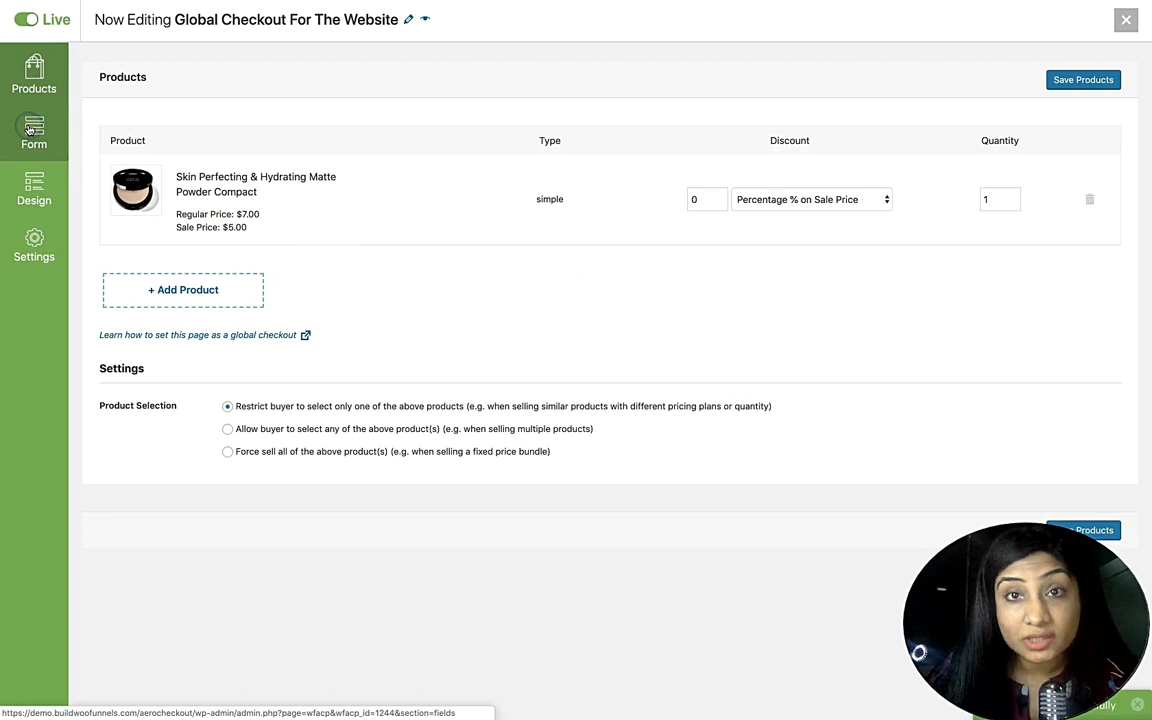 Live
Now Editing Global Checkout For The Website
Products
Form
Design
Settings
Products
Save Products
Product
Type
Discount
Quantity
Skin Perfecting & Hydrating Matte
Powder Compact
Regular Price: $7.00
Sale Price: $5.00
simple
0
Percentage % on Sale Price
1
+ Add Product
Learn how to set this page as a global checkout
Settings
Product Selection
Restrict buyer to select only one of the above products (e.g. when selling similar products with different pricing plans or quantity)
Allow buyer to select any of the above product(s) (e.g. when selling multiple products)
Force sell all of the above product(s) (e.g. when selling a fixed price bundle)
Products
https://demo.buildwoofunnels.com/aerocheckout/wp-admin/admin.php?page=wfacp&wfacp_id=1244&section=fields